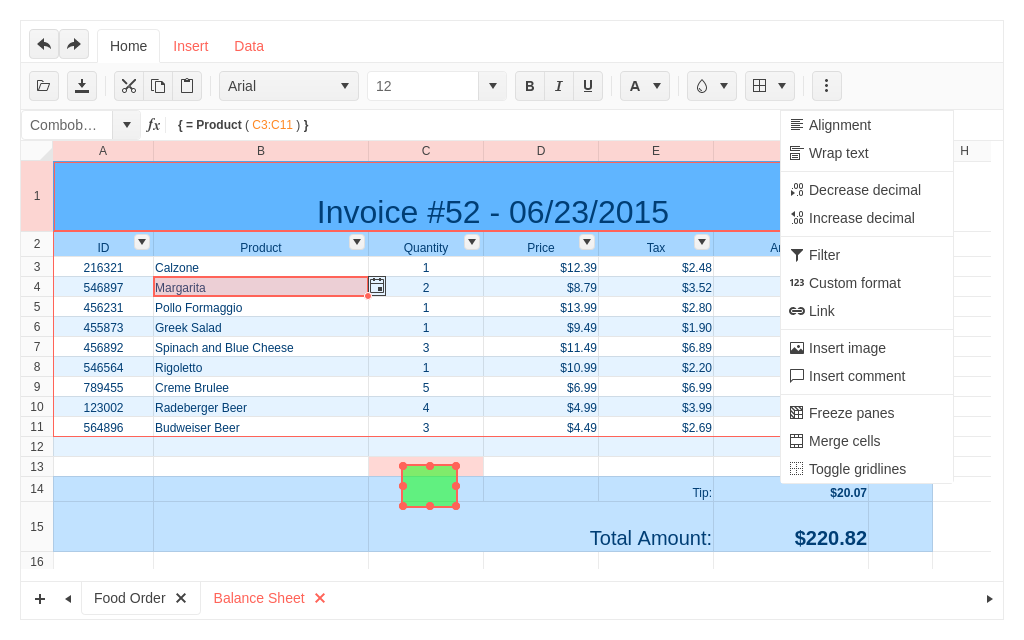 Home Insert Data
Arial 12 B I U A
Combob... fx { = Product ( C3:C11 ) }
Alignment
Wrap text
Decrease decimal
Increase decimal
Filter
123 Custom format
Link
Insert image
Insert comment
Freeze panes
Merge cells
Toggle gridlines
A B C D E H
1 Invoice #52 - 06/23/2015
2 ID Product Quantity Price Tax
3 216321 Calzone 1 $12.39 $2.48
4 546897 Margarita 2 $8.79 $3.52
5 456231 Pollo Formaggio 1 $13.99 $2.80
6 455873 Greek Salad 1 $9.49 $1.90
7 456892 Spinach and Blue Cheese 3 $11.49 $6.89
8 546564 Rigoletto 1 $10.99 $2.20
9 789455 Creme Brulee 5 $6.99 $6.99
10 123002 Radeberger Beer 4 $4.99 $3.99
11 564896 Budweiser Beer 3 $4.49 $2.69
12
13
14 Tip: $20.07
15 Total Amount: $220.82
16
Food Order Balance Sheet